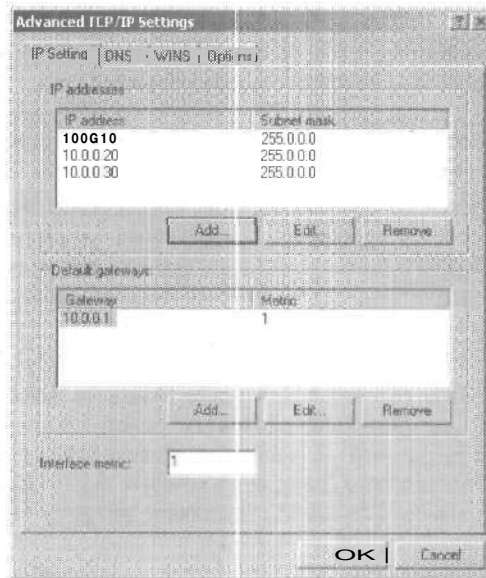 Advanced TCP/IP Settings
IP Setting DNS WINS Options
IP addresses
IP address Subnet mask
100G10 255.0.0.0
10.0.0.20 255.0.0.0
10.0.0.30 255.0.0.0
Add... Edit... Remove
Default gateways
Gateway Metric
10.0.0.1 1
Add... Edit... Remove
Interface metric: 1
OK | Cancel